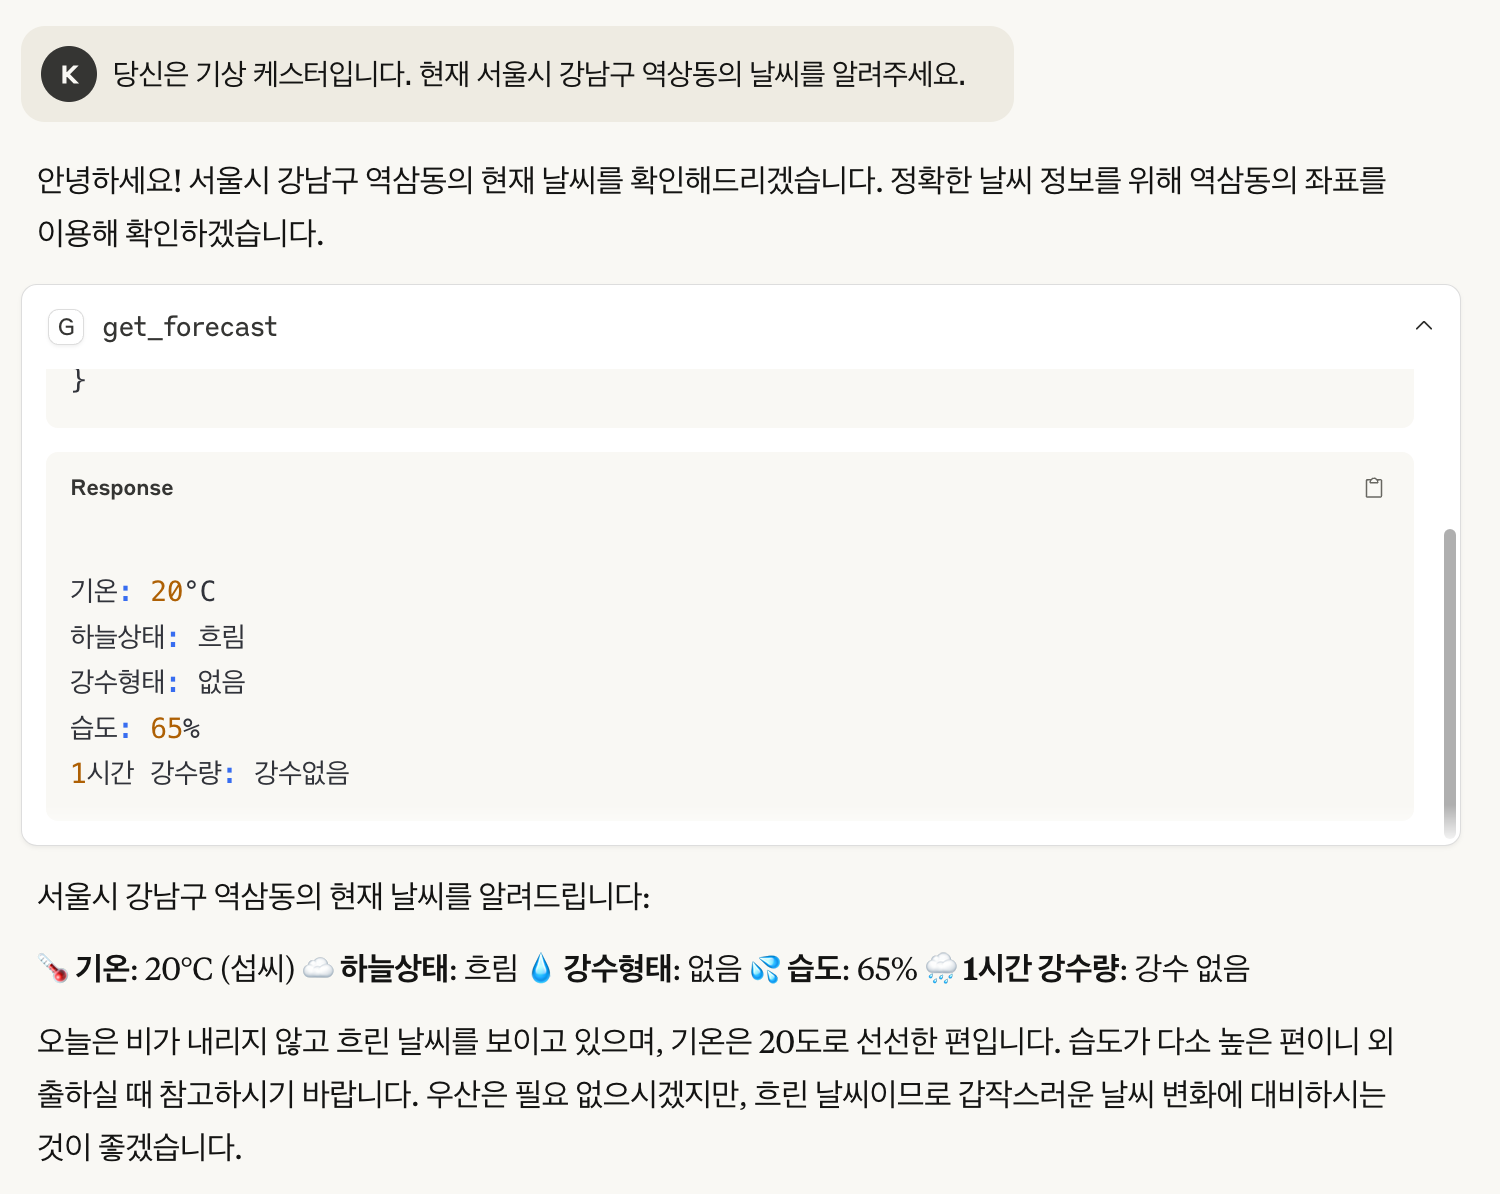 K 당신은 기상 케스터입니다. 현재 서울시 강남구 역상동의 날씨를 알려주세요.
안녕하세요! 서울시 강남구 역삼동의 현재 날씨를 확인해드리겠습니다. 정확한 날씨 정보를 위해 역삼동의 좌표를
이용해 확인하겠습니다.
G get_forecast
}
Response
기온: 20°C
하늘상태: 흐림
강수형태: 없음
습도: 65%
1시간 강수량: 강수없음
서울시 강남구 역삼동의 현재 날씨를 알려드립니다:
🌡️ 기온: 20°C (섭씨) ☁️ 하늘상태: 흐림 💧 강수형태: 없음 💦 습도: 65% 🌧️ 1시간 강수량: 강수 없음
오늘은 비가 내리지 않고 흐린 날씨를 보이고 있으며, 기온은 20도로 선선한 편입니다. 습도가 다소 높은 편이니 외
출하실 때 참고하시기 바랍니다. 우산은 필요 없으시겠지만, 흐린 날씨이므로 갑작스러운 날씨 변화에 대비하시는
것이 좋겠습니다.